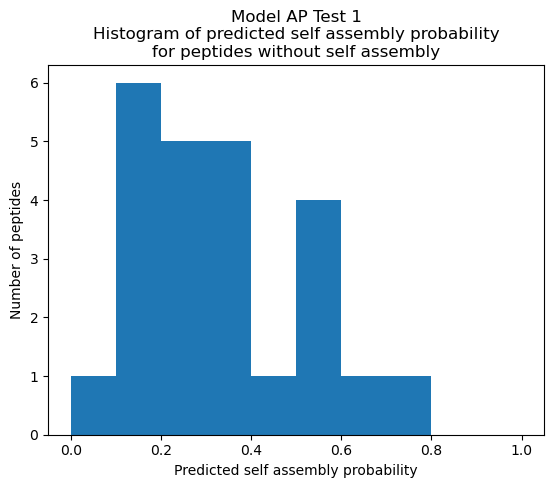 Model AP Test 1
Histogram of predicted self assembly probability
for peptides without self assembly
6
5
4
3
2
1
0
Number of peptides
0.0 0.2 0.4 0.6 0.8 1.0
Predicted self assembly probability